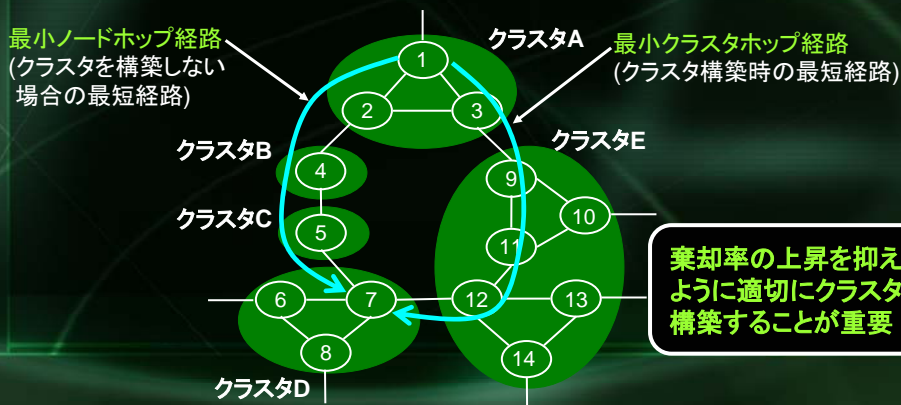 最小ノードホップ経路
(クラスタを構築しない
場合の最短経路)
クラスタA
最小クラスタホップ経路
(クラスタ構築時の最短経路)
1
2
3
クラスタB
4
クラスタE
9
10
クラスタC
5
11
6
7
12
13
8
14
クラスタD
棄却率の上昇を抑え
ように適切にクラスタ
構築することが重要